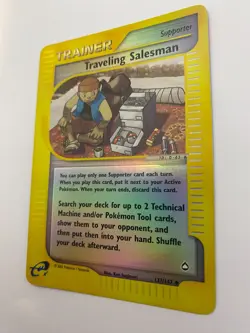 Supporter
TRAINER
Traveling Salesman
You can play only one Supporter card each turn.
When you play this card, put it next to your Active
Pokémon. When your turn ends, discard this card.
Search your deck for up to 2 Technical
Machine and/or Pokémon Tool cards,
show them to your opponent, and
then put them into your hand. Shuffle
your deck afterward.
e